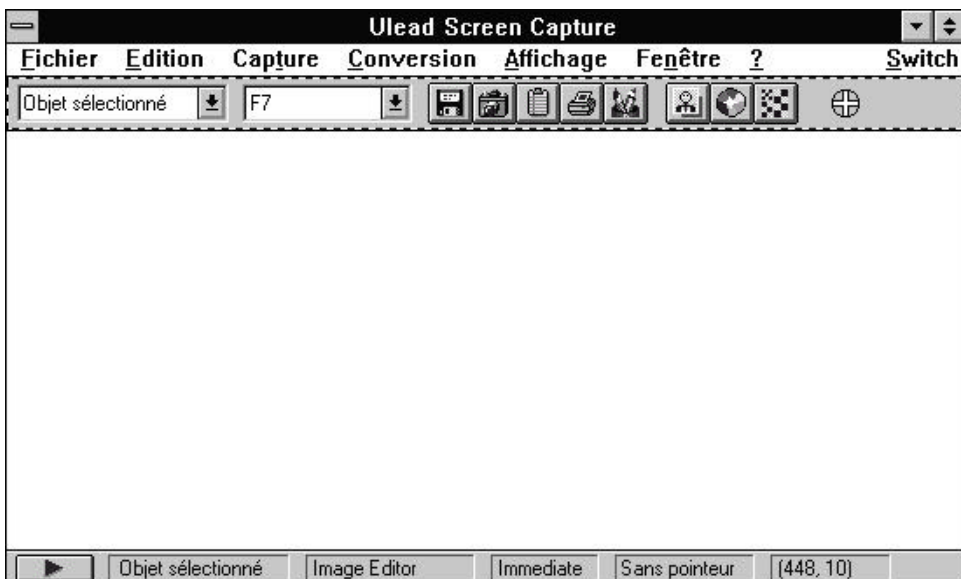 Ulead Screen Capture
Fichier Edition Capture Conversion Affichage Fenêtre ? Switch
Objet sélectionné F7
Objet sélectionné Image Editor Immediate Sans pointeur (448, 10)